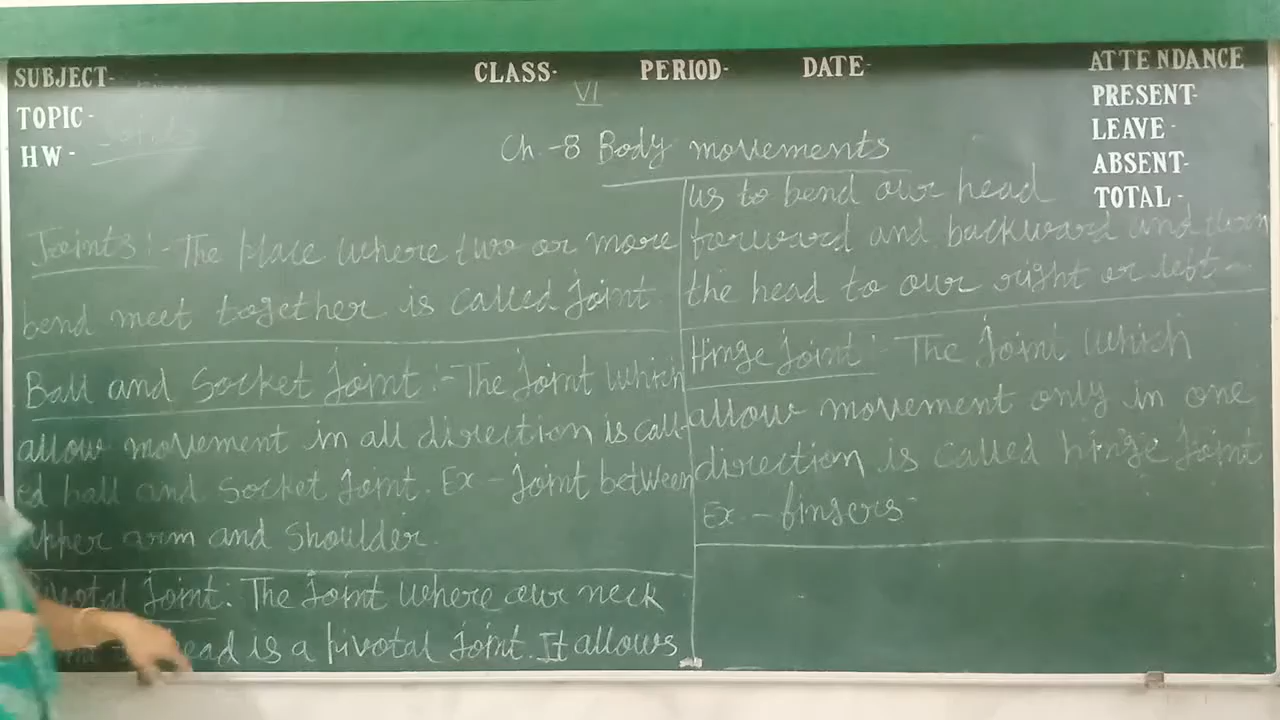 SUBJECT-
TOPIC-
HW-
CLASS- PERIOD- DATE-
VI
ATTENDANCE
PRESENT-
LEAVE-
ABSENT-
TOTAL-
Ch-8 Body movements
Joints:- The place where two or more
bend meet together is called joint.
Ball and Socket Joint:- The joint which
allow movement in all direction is call-
ed ball and socket joint. Ex- joint between
upper arm and shoulder.
Pivotal Joint: The joint where our neck
head is a pivotal joint. It allows
us to bend our head
forward and backward and turn
the head to our right or left-
Hinge joint:- The joint which
allow movement only in one
direction is called hinge joint
Ex.- fingers